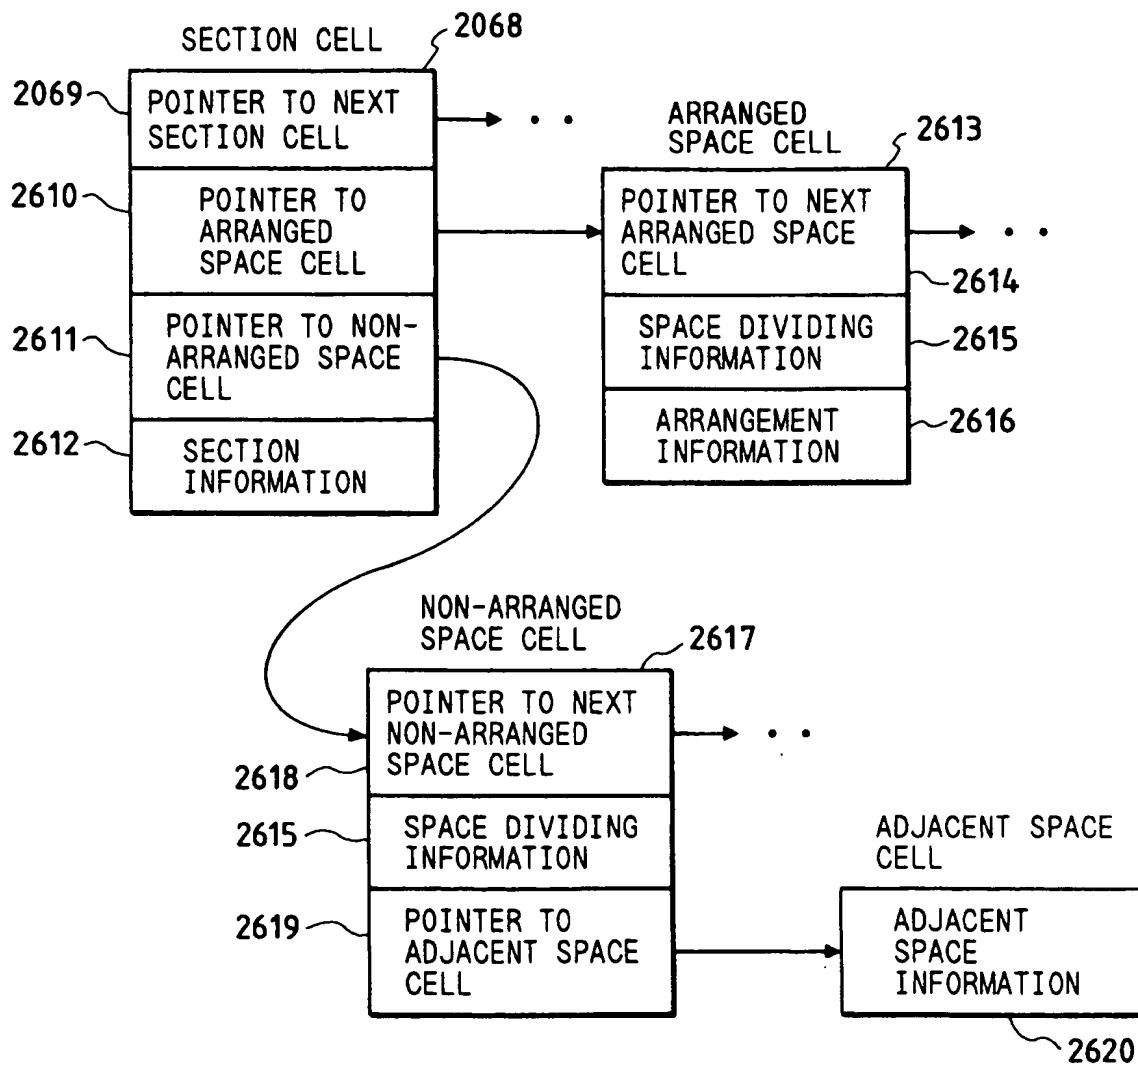 SECTION CELL
2068
2069
POINTER TO NEXT
SECTION CELL
ARRANGED
SPACE CELL
2613
2610
POINTER TO
ARRANGED
SPACE CELL
POINTER TO NEXT
ARRANGED SPACE
CELL
2614
2611
POINTER TO NON-
ARRANGED SPACE
CELL
SPACE DIVIDING
INFORMATION
2615
2612
SECTION
INFORMATION
ARRANGEMENT
INFORMATION
2616
NON-ARRANGED
SPACE CELL
2617
POINTER TO NEXT
NON-ARRANGED
SPACE CELL
2618
2615
SPACE DIVIDING
INFORMATION
ADJACENT SPACE
CELL
2619
POINTER TO
ADJACENT SPACE
CELL
ADJACENT
SPACE
INFORMATION
2620